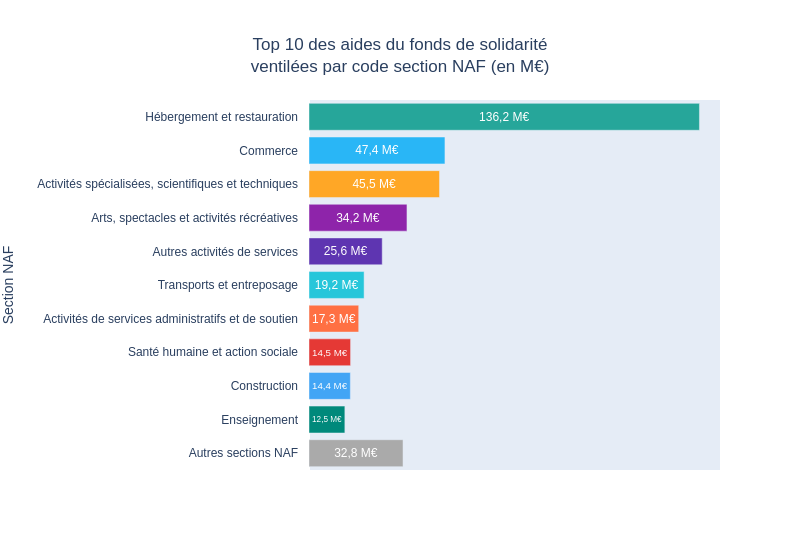 Top 10 des aides du fonds de solidarité
ventilées par code section NAF (en M€)
Section NAF
Hébergement et restauration 136,2 M€
Commerce 47,4 M€
Activités spécialisées, scientifiques et techniques 45,5 M€
Arts, spectacles et activités récréatives 34,2 M€
Autres activités de services 25,6 M€
Transports et entreposage 19,2 M€
Activités de services administratifs et de soutien 17,3 M€
Santé humaine et action sociale 14,5 M€
Construction 14,4 M€
Enseignement 12,5 M€
Autres sections NAF 32,8 M€